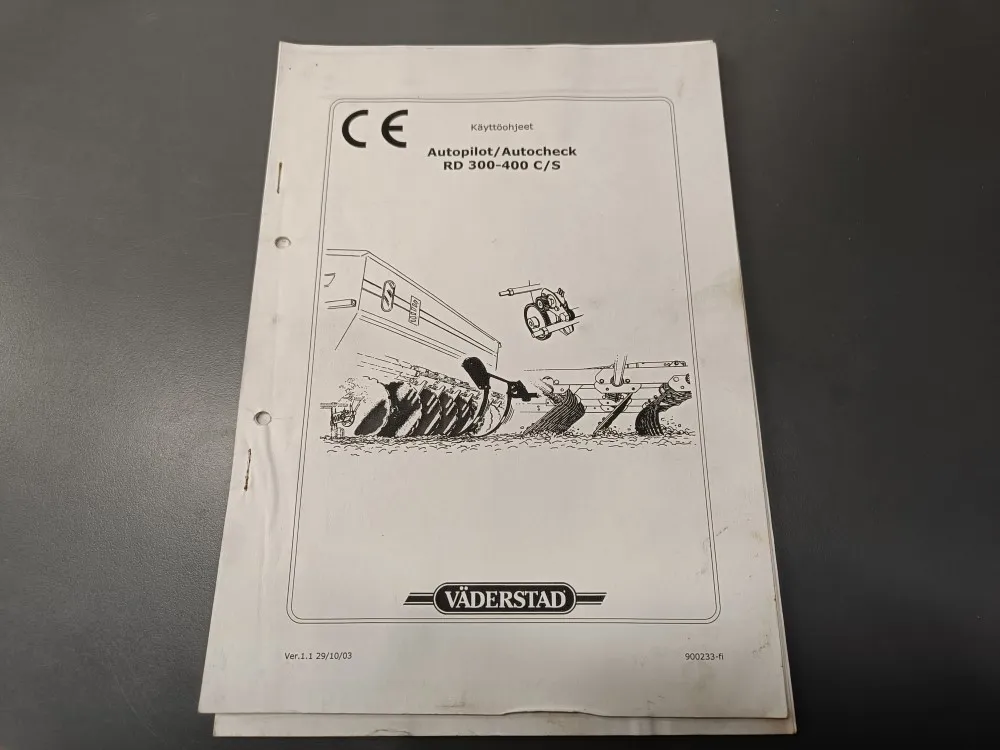 CE
Käyttöohjeet
Autopilot/Autocheck
RD 300-400 C/S
VÄDERSTAD
Ver.1.1 29/10/03
900233-fi